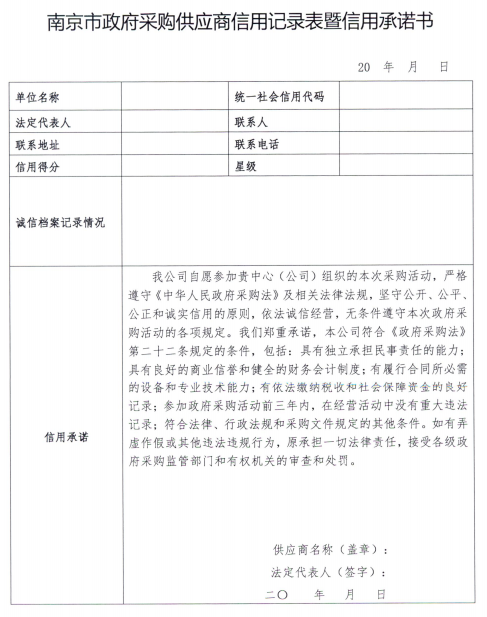 南京市政府采购供应商信用记录表暨信用承诺书
20 年 月 日
单位名称 统一社会信用代码
法定代表人 联系人
联系地址 联系电话
信用得分 星级
诚信档案记录情况
我公司自愿参加贵中心（公司）组织的本次采购活动，严格
遵守《中华人民政府采购法》及相关法律法规，坚守公开、公平、
公正和诚实信用的原则，依法诚信经营，无条件遵守本次政府采
购活动的各项规定。我们郑重承诺，本公司符合《政府采购法》
第二十二条规定的条件，包括：具有独立承担民事责任的能力；
具有良好的商业信誉和健会的财务会计制度；有履行合同所必需
的设备和专业技术能力；有依法缴纳税收和社会保障资金的良好
记录；参加政府采购活动前三年内，在经营活动中没有重大违法
记录；符合法律、行政法规和采购文件规定的其他条件。如有弄
虚作假或其他违法违规行为，原承担一切法律责任，接受各级政
府采购监管部门和有权机关的审查和处罚。
信用承诺
供应商名称（盖章）：
法定代表人（签字）：
二〇 年 月 日